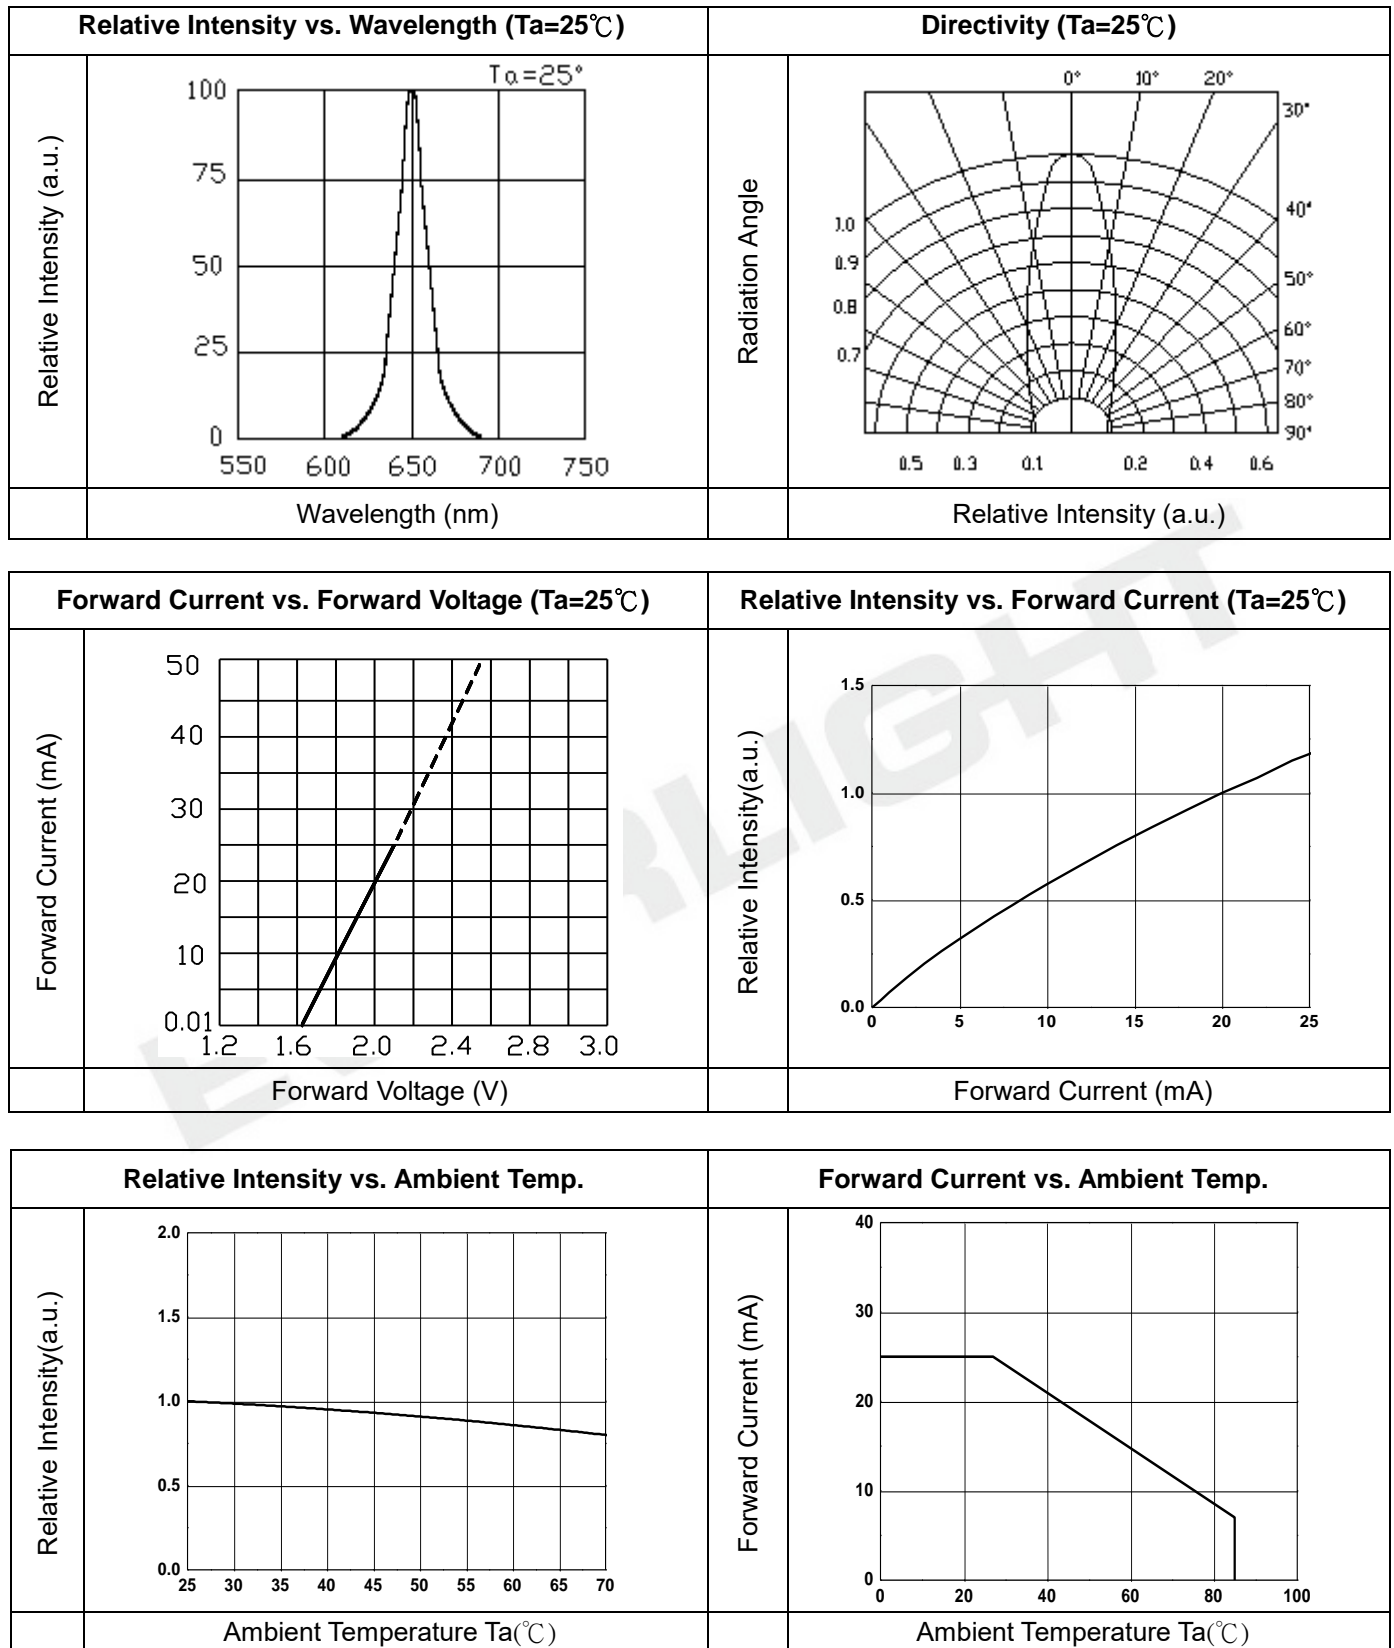 Relative Intensity vs. Wavelength (Ta=25℃)
Directivity (Ta=25℃)
Relative Intensity (a.u.)
Ta=25°
100
75
50
25
0
550 600 650 700 750
Wavelength (nm)
Radiation Angle
0° 10° 20°
30°
40°
50°
60°
70°
80°
90°
1.0
0.9
0.8
0.7
0.5 0.3 0.1 0.2 0.4 0.6
Relative Intensity (a.u.)
Forward Current vs. Forward Voltage (Ta=25℃)
Relative Intensity vs. Forward Current (Ta=25℃)
Forward Current (mA)
50
40
30
20
10
0.01
1.2 1.6 2.0 2.4 2.8 3.0
Forward Voltage (V)
Relative Intensity(a.u.)
1.5
1.0
0.5
0.0
0 5 10 15 20 25
Forward Current (mA)
Relative Intensity vs. Ambient Temp.
Forward Current vs. Ambient Temp.
Relative Intensity(a.u.)
2.0
1.5
1.0
0.5
0.0
25 30 35 40 45 50 55 60 65 70
Ambient Temperature Ta(℃)
Forward Current (mA)
40
30
20
10
0
0 20 40 60 80 100
Ambient Temperature Ta(℃)